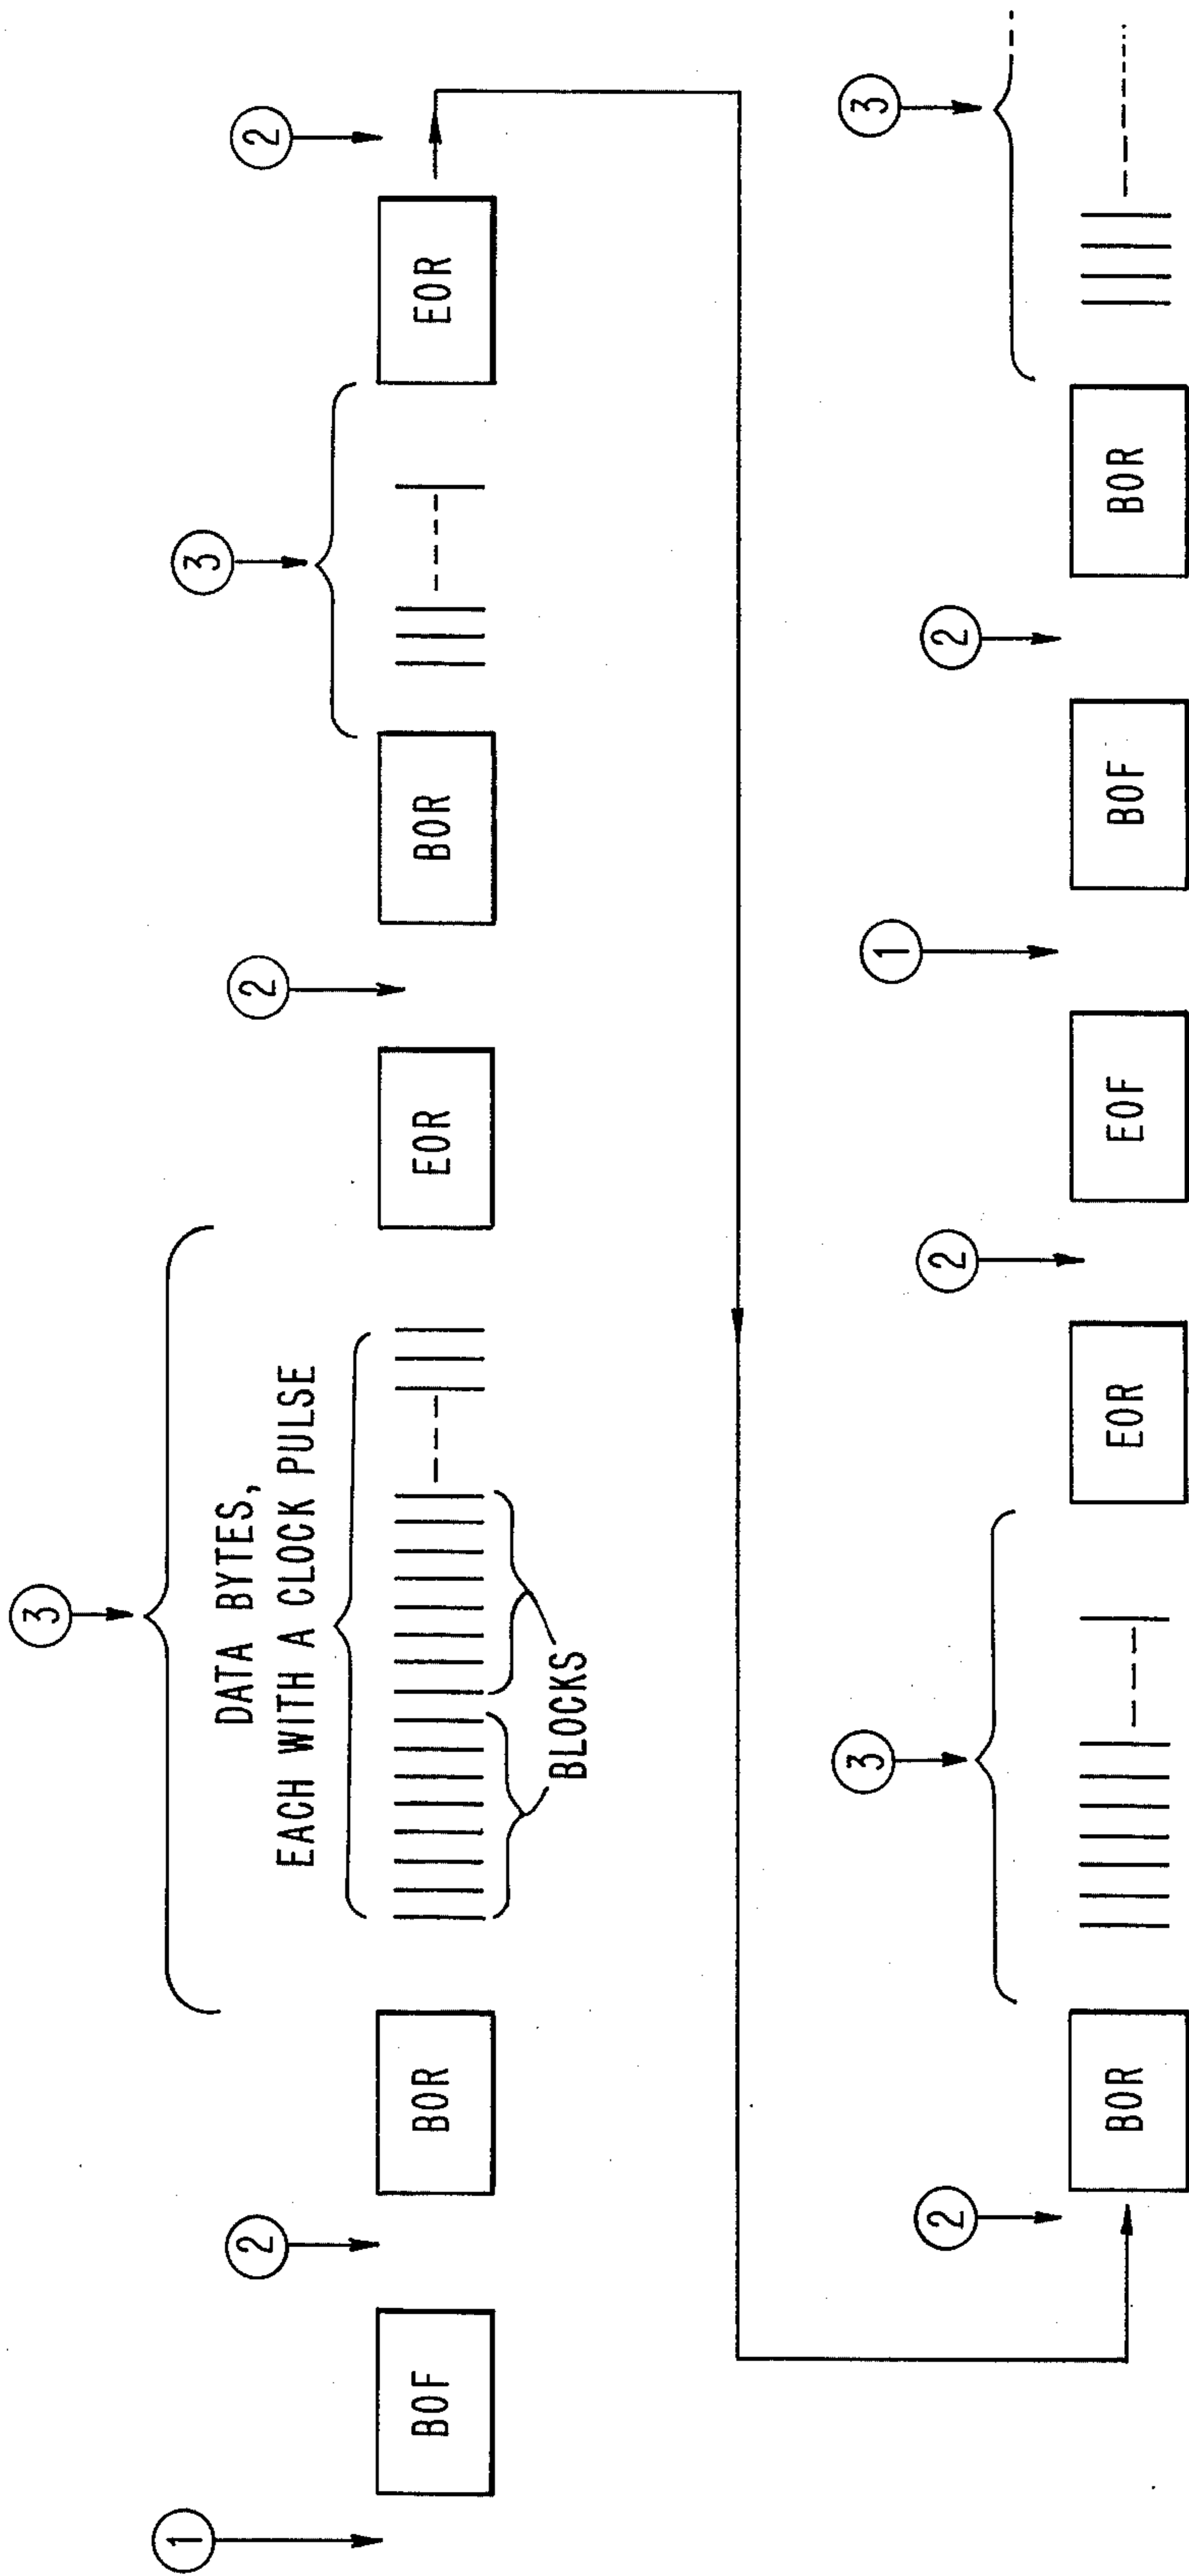 1
BOF
2
BOR
3
DATA BYTES,
EACH WITH A CLOCK PULSE
BLOCKS
EOR
2
BOR
3
EOR
2
2
BOR
3
EOR
2
EOF
1
BOF
2
BOR
3